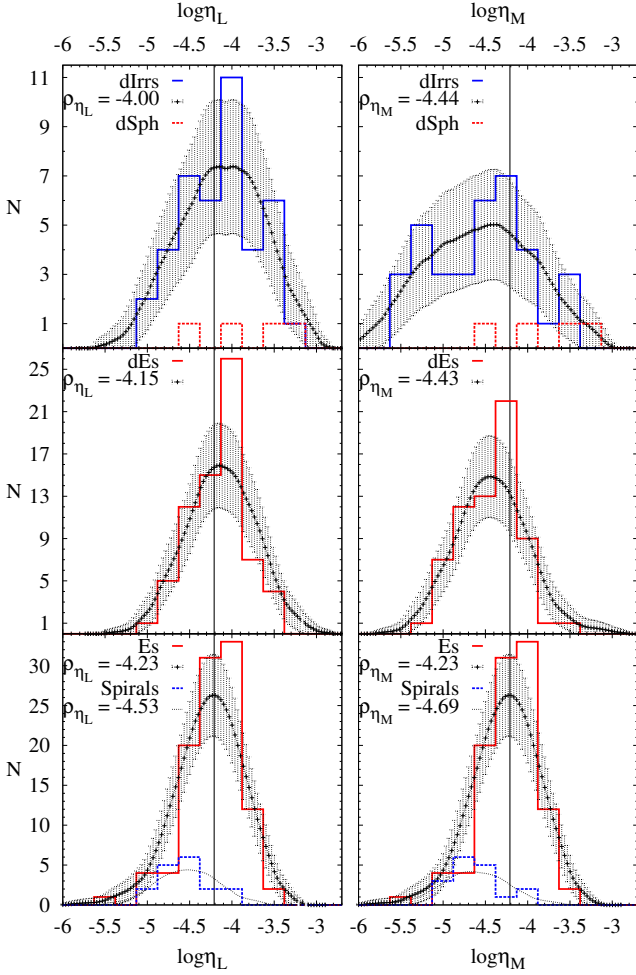 logη_L logη_M
-6 -5.5 -5 -4.5 -4 -3.5 -3 -6 -5.5 -5 -4.5 -4 -3.5 -3
11
9
7
5
3
1
N
dIrrs
ρ_η_L = -4.00
dSph
dIrrs
ρ_η_M = -4.44
dSph
25
21
17
13
9
5
1
N
dEs
ρ_η_L = -4.15
dEs
ρ_η_M = -4.43
30
25
20
15
10
5
0
N
Es
ρ_η_L = -4.23
Spirals
ρ_η_L = -4.53
Es
ρ_η_M = -4.23
Spirals
ρ_η_M = -4.69
-6 -5.5 -5 -4.5 -4 -3.5 -3 -6 -5.5 -5 -4.5 -4 -3.5 -3
logη_L logη_M